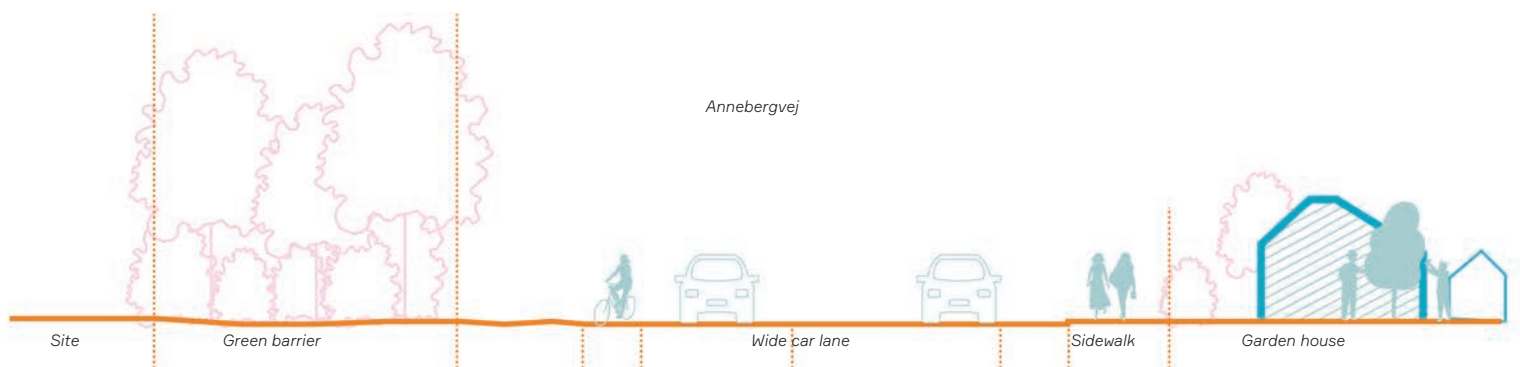 Annebergvej
Site
Green barrier
Wide car lane
Sidewalk
Garden house